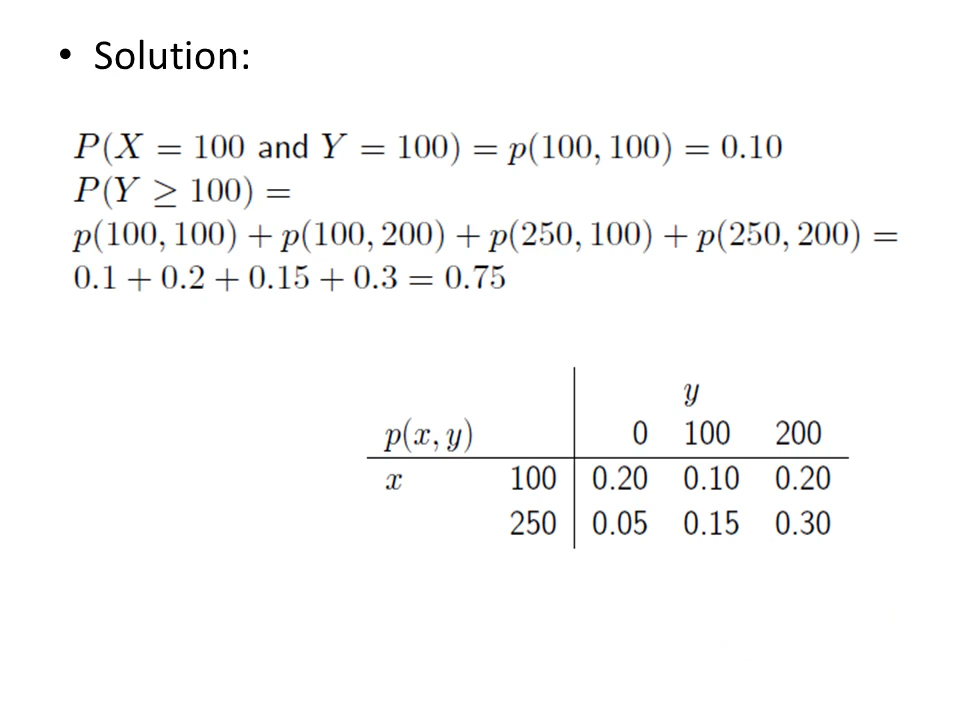 • Solution:
P(X = 100 and Y = 100) = p(100, 100) = 0.10
P(Y ≥ 100) =
p(100, 100) + p(100, 200) + p(250, 100) + p(250, 200) =
0.1 + 0.2 + 0.15 + 0.3 = 0.75
y
p(x, y) 0 100 200
x 100 0.20 0.10 0.20
250 0.05 0.15 0.30